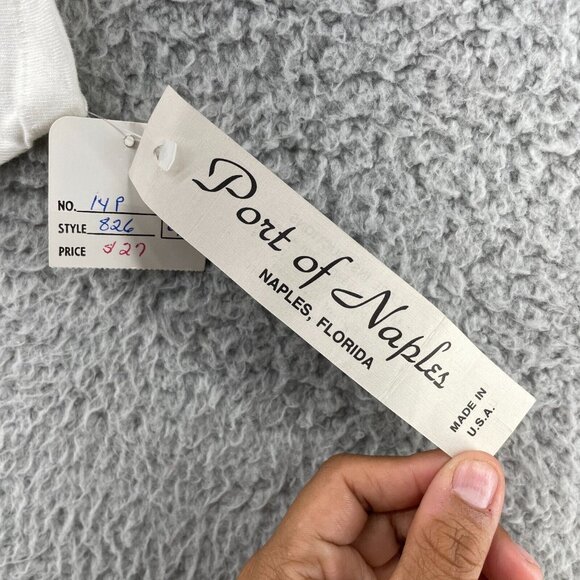 NO. 14P
STYLE 826
PRICE $27
Port of Naples
NAPLES, FLORIDA
MADE IN
U.S.A.